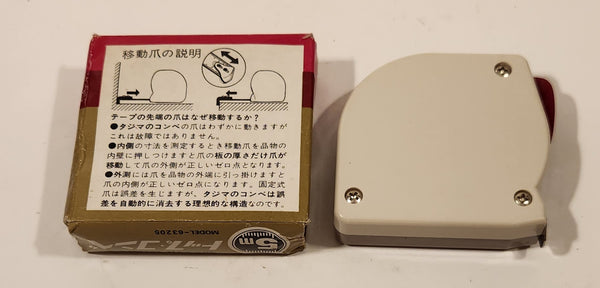 移動爪の説明
テープの先端の爪はなぜ移動するか？
●タジマのコンベの爪はわずかに動きますが
これは故障ではありません。
●内側の寸法を測定するとき移動爪を品物の
内壁に押しつけますと爪の板の厚さだけ爪が
移動して爪の外側が正しいゼロ点となります。
●外測には爪を品物の外端に引っ掛けますと
爪の内側が正しいゼロ点になります。固定式
爪は誤差を生じますが、タジマのコンベは誤
差を自動的に消去する理想的な構造なのです。
5m
MODEL-6320S
トップコンベ